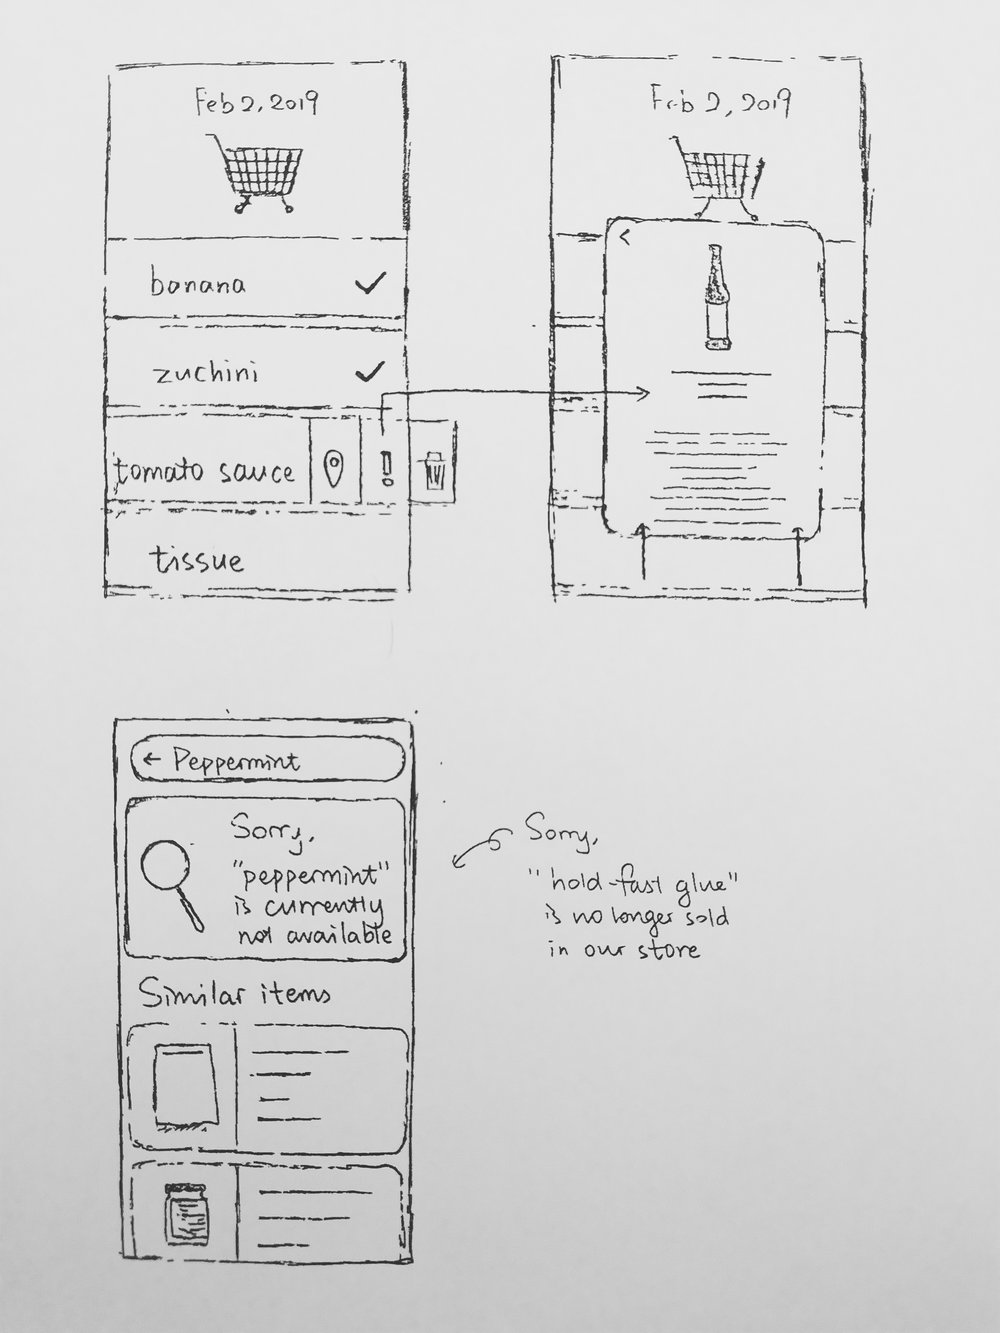 Feb 2, 2019
banana
zuchini
tomato sauce
tissue
Feb 2, 2019
← Peppermint
Sorry,
"peppermint"
is currently
not available
Similar items
Sorry,
"hold-fast glue"
is no longer sold
in our store